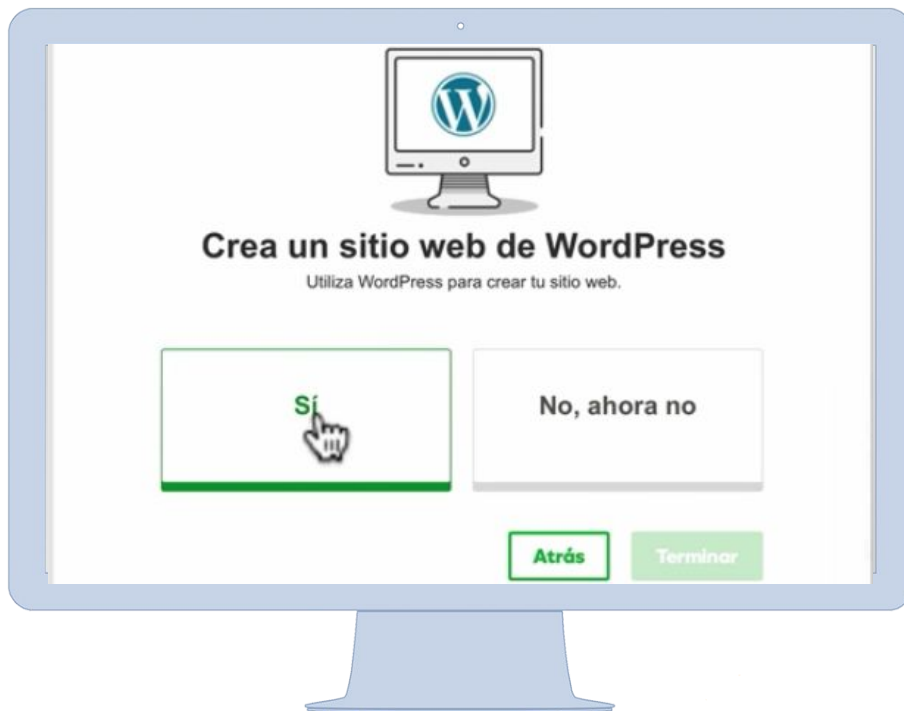 Crea un sitio web de WordPress
Utiliza WordPress para crear tu sitio web.
Sí
No, ahora no
Atrás
Terminar